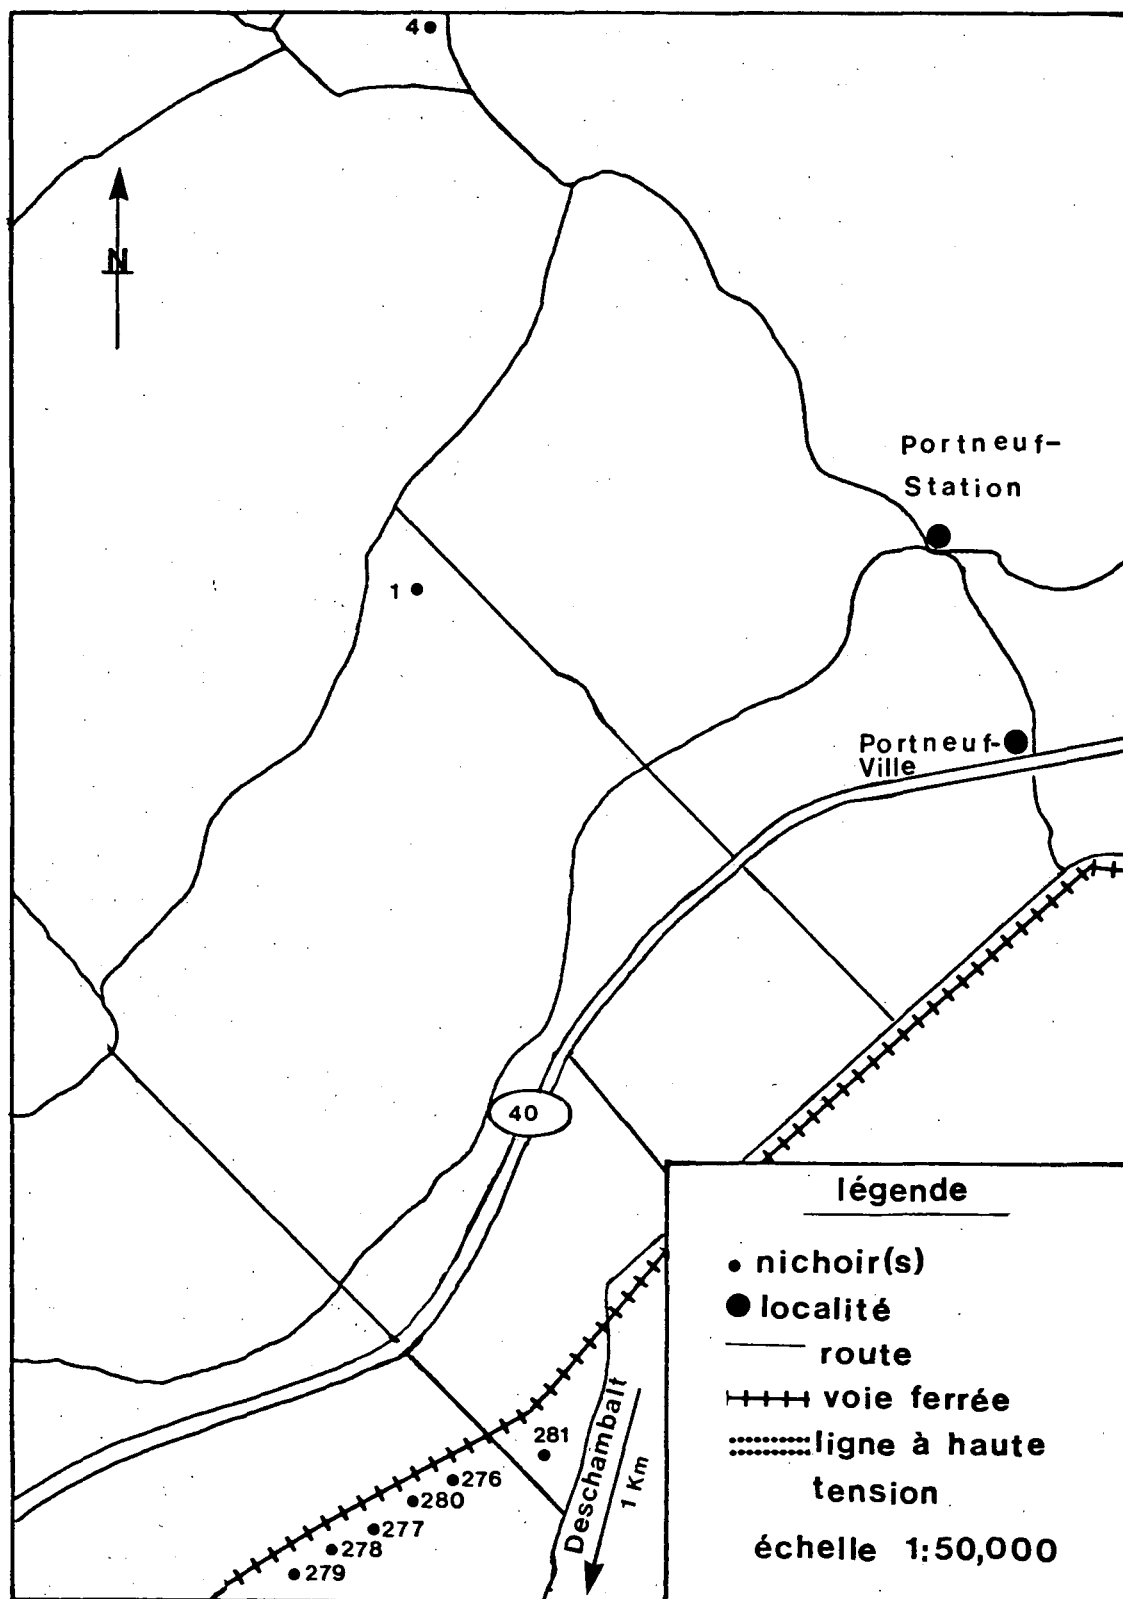 4
N
Portneuf-
Station
1
Portneuf-
Ville
40
légende
nichoir(s)
localité
route
voie ferrée
ligne à haute
tension
échelle 1:50,000
281
276
280
277
278
279
Deschambalt
1 Km